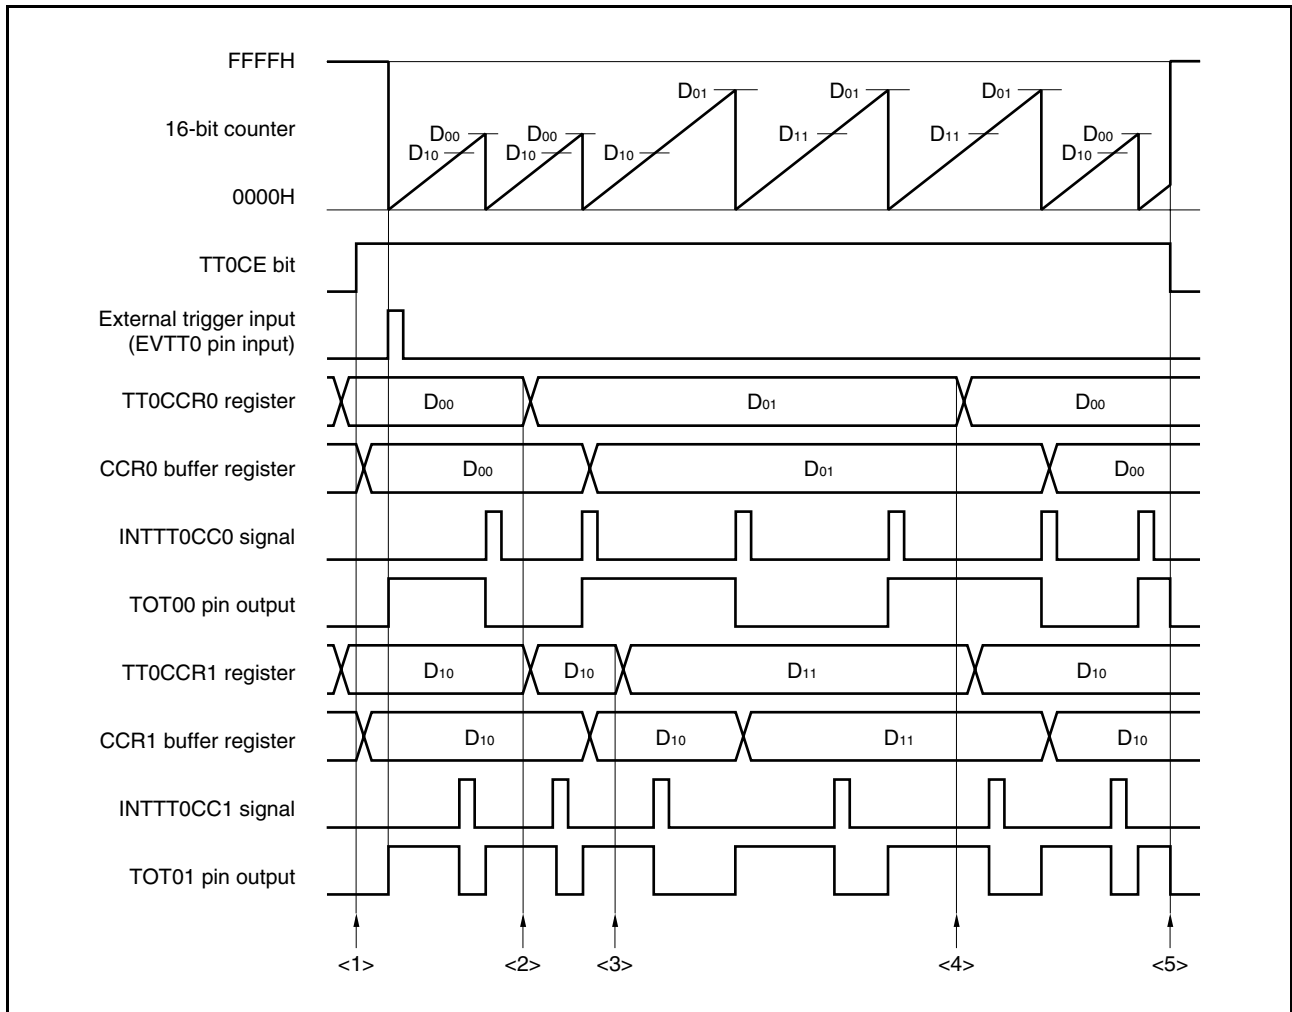 FFFFH
D01 D01 D01
16-bit counter
D00 D00 D11 D11 D00
D10 D10 D10 D10
0000H
TT0CE bit
External trigger input
(EVTT0 pin input)
TT0CCR0 register D00 D01 D00
CCR0 buffer register D00 D01 D00
INTTT0CC0 signal
TOT00 pin output
TT0CCR1 register D10 D10 D11 D10
CCR1 buffer register D10 D10 D11 D10
INTTT0CC1 signal
TOT01 pin output
<1> <2> <3> <4> <5>